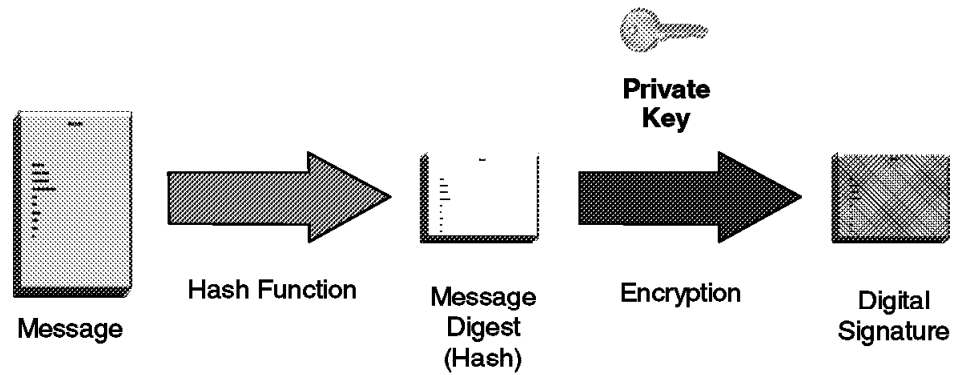 Private
Key
Hash Function
Encryption
Message
Message
Digest
(Hash)
Digital
Signature